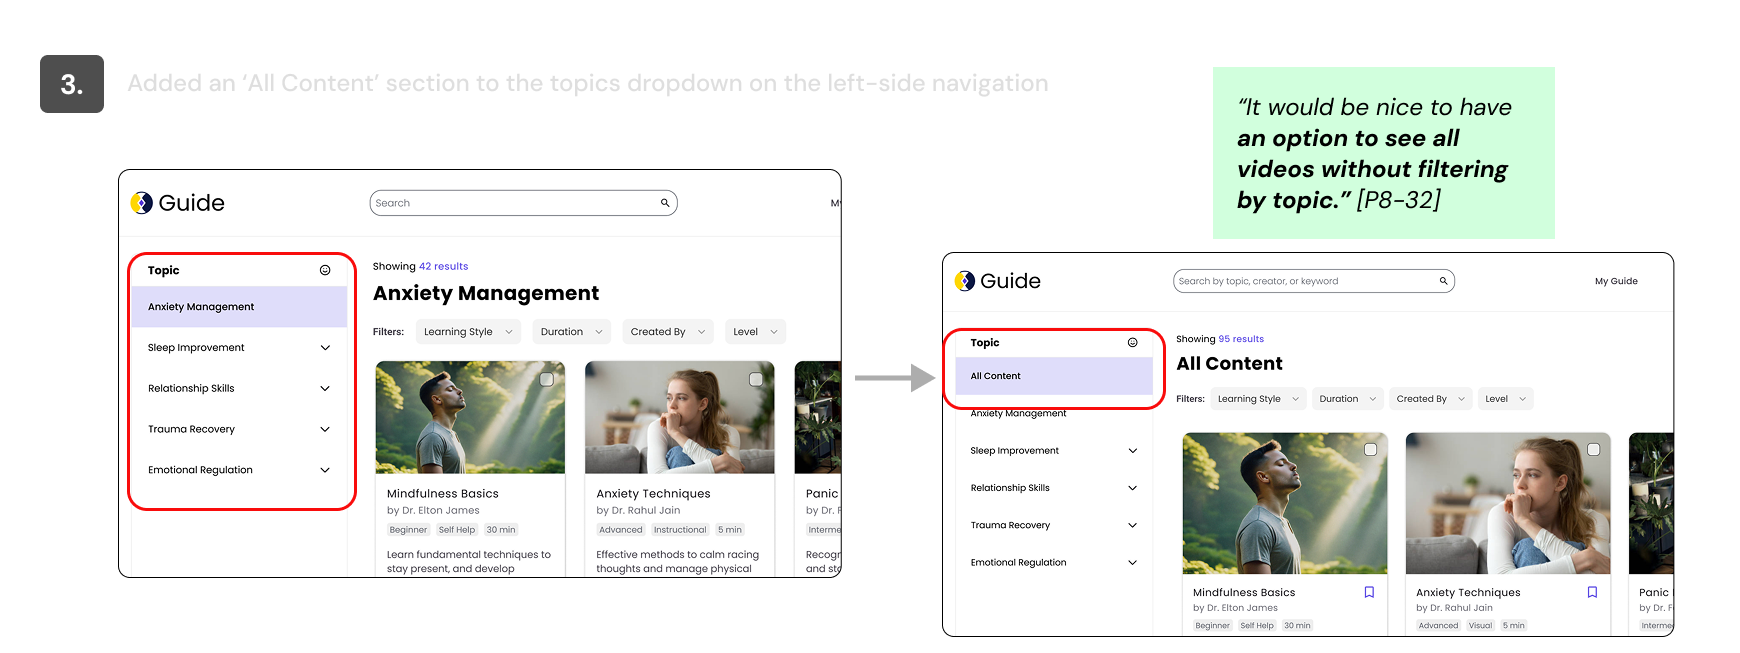 3.
Added an ‘All Content’ section to the topics dropdown on the left-side navigation
“It would be nice to have
an option to see all
videos without filtering
by topic.” [P8-32]
Guide
Search
Topic
Anxiety Management
Sleep Improvement
Relationship Skills
Trauma Recovery
Emotional Regulation
Showing 42 results
Anxiety Management
Filters: Learning Style Duration Created By Level
Mindfulness Basics
by Dr. Elton James
Beginner Self Help 30 min
Learn fundamental techniques to
stay present, and develop
Anxiety Techniques
by Dr. Rahul Jain
Advanced Instructional 5 min
Effective methods to calm racing
thoughts and manage physical
Panic
by Dr.
Guide
Search by topic, creator, or keyword
My Guide
Topic
All Content
Anxiety Management
Sleep Improvement
Relationship Skills
Trauma Recovery
Emotional Regulation
Showing 95 results
All Content
Filters: Learning Style Duration Created By Level
Mindfulness Basics
by Dr. Elton James
Beginner Self Help 30 min
Anxiety Techniques
by Dr. Rahul Jain
Advanced Visual 5 min
Panic
by Dr.